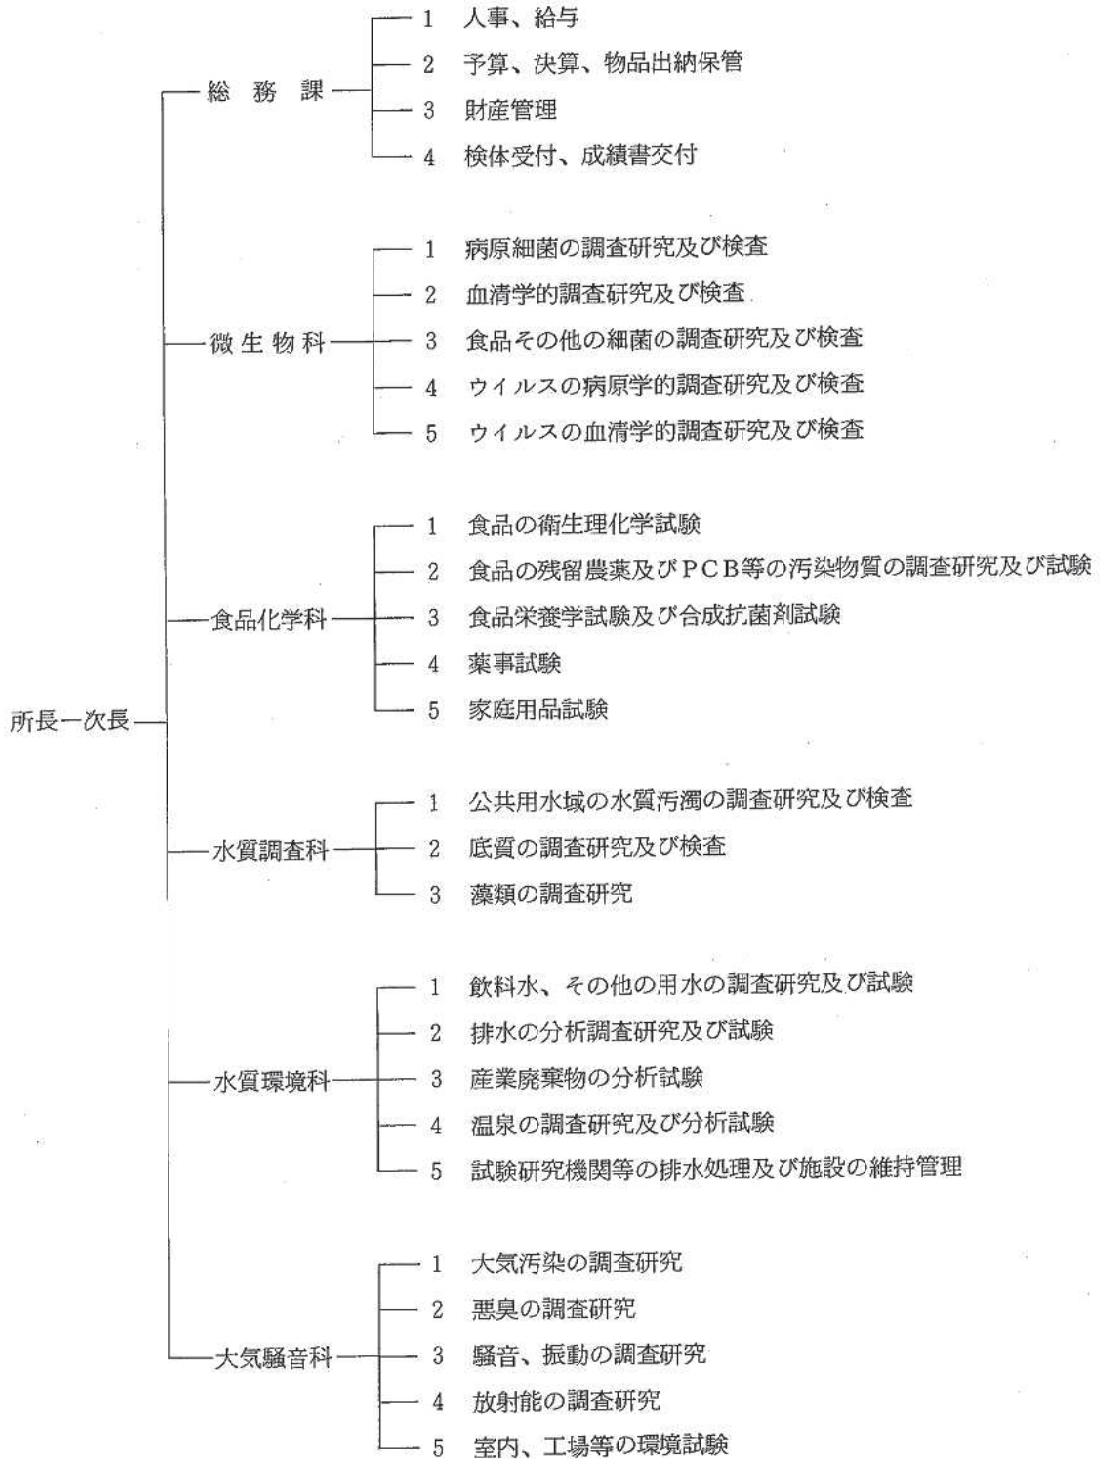 総務課
1 人事、給与
2 予算、決算、物品出納保管
3 財産管理
4 検体受付、成績書交付
微生物科
1 病原細菌の調査研究及び検査
2 血清学的調査研究及び検査
3 食品その他の細菌の調査研究及び検査
4 ウイルスの病原学的調査研究及び検査
5 ウイルスの血清学的調査研究及び検査
食品化学科
1 食品の衛生理化学試験
2 食品の残留農薬及びPCB等の汚染物質の調査研究及び試験
3 食品栄養学試験及び合成抗菌剤試験
4 薬事試験
5 家庭用品試験
所長―次長
水質調査科
1 公共用水域の水質汚濁の調査研究及び検査
2 底質の調査研究及び検査
3 藻類の調査研究
水質環境科
1 飲料水、その他の用水の調査研究及び試験
2 排水の分析調査研究及び試験
3 産業廃棄物の分析試験
4 温泉の調査研究及び分析試験
5 試験研究機関等の排水処理及び施設の維持管理
大気騒音科
1 大気汚染の調査研究
2 悪臭の調査研究
3 騒音、振動の調査研究
4 放射能の調査研究
5 室内、工場等の環境試験